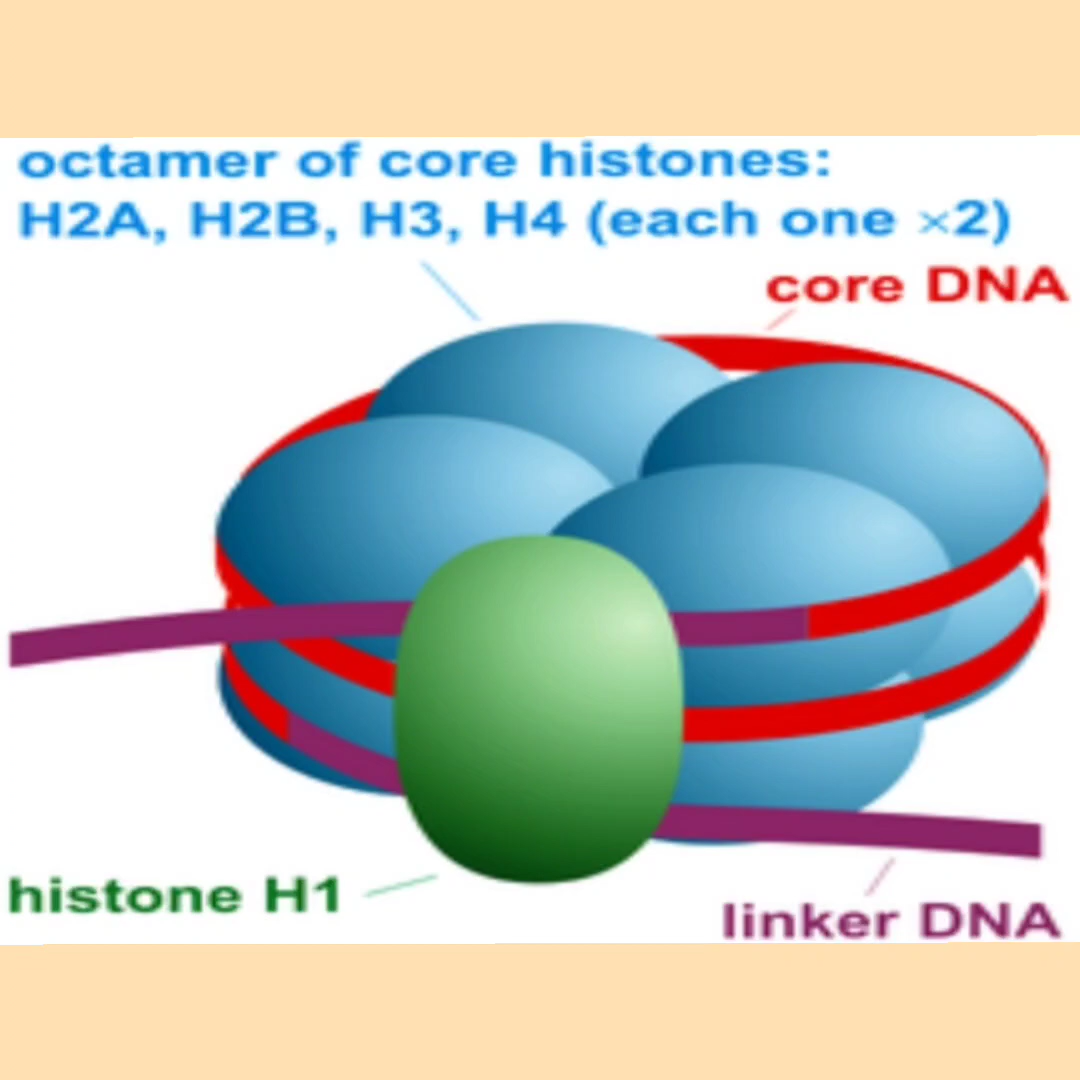 octamer of core histones:
H2A, H2B, H3, H4 (each one ×2)
core DNA
histone H1
linker DNA